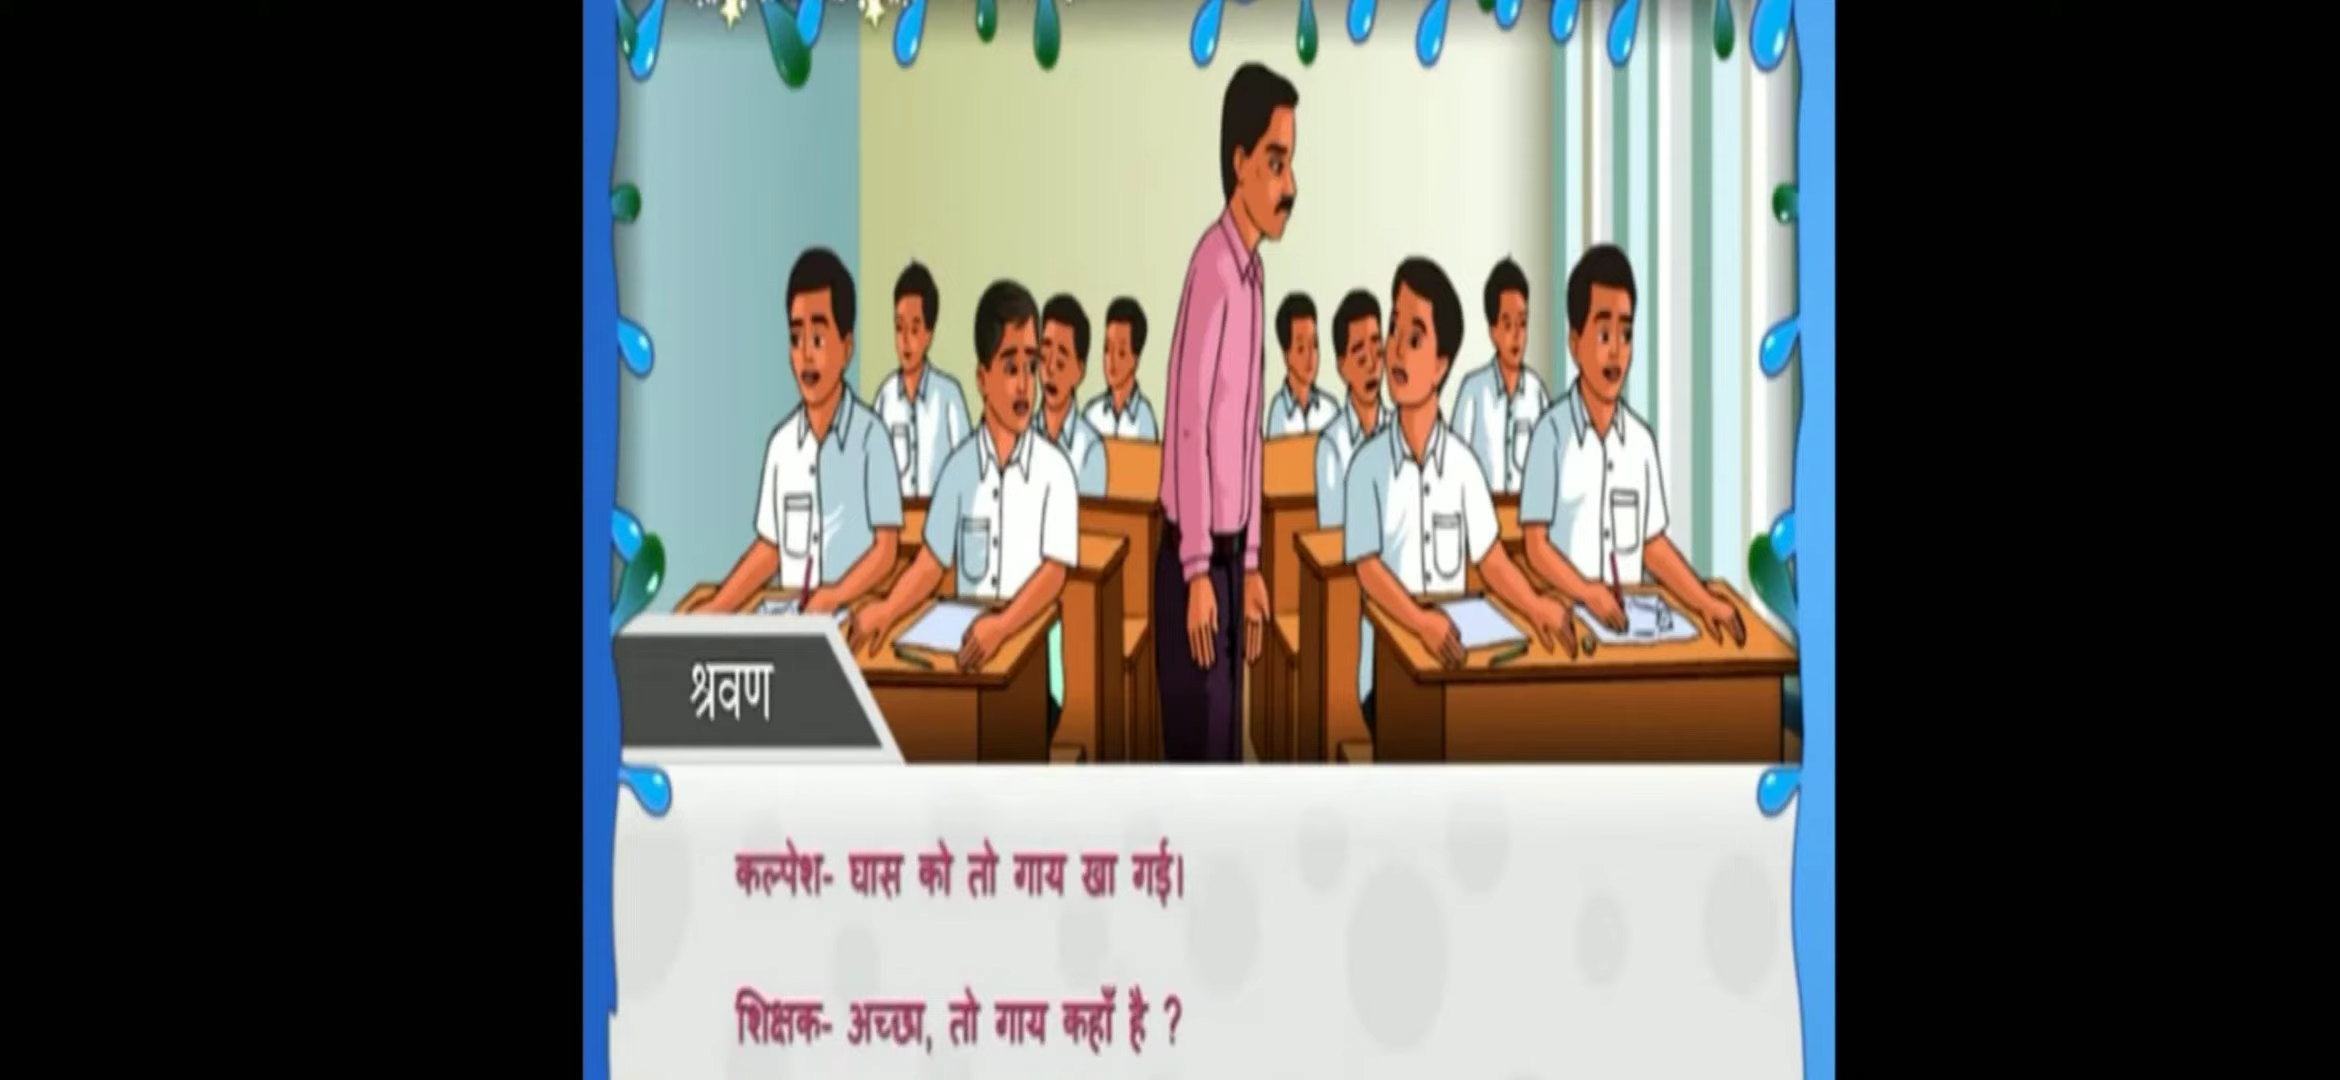 श्रवण
कल्पेश- घास को तो गाय खा गई।
शिक्षक- अच्छा, तो गाय कहाँ है ?